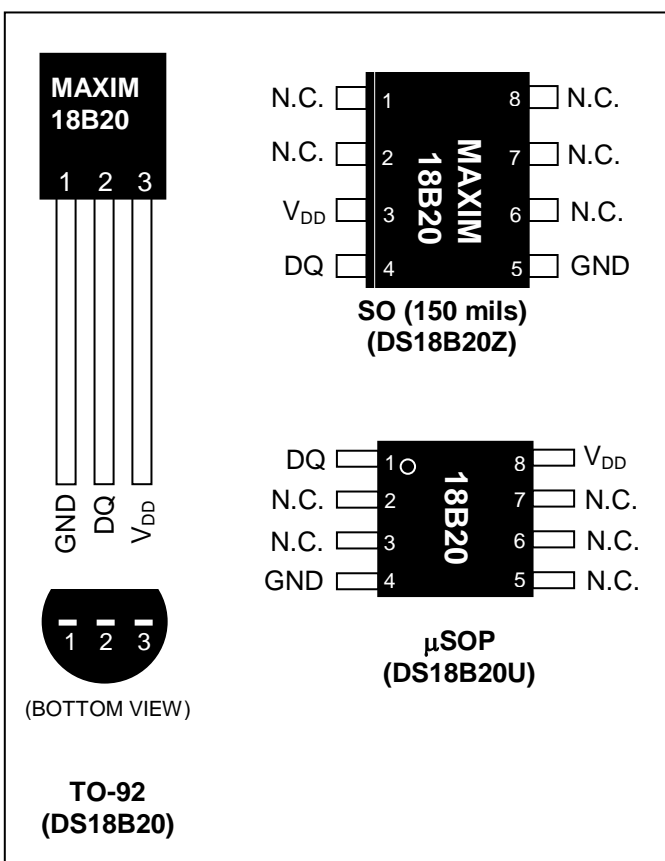 MAXIM
18B20
1 2 3
GND DQ VDD
1 2 3
(BOTTOM VIEW)
TO-92
(DS18B20)
N.C. 1 8 N.C.
N.C. 2 7 N.C.
VDD 3 6 N.C.
DQ 4 5 GND
MAXIM
18B20
SO (150 mils)
(DS18B20Z)
DQ 1 8 VDD
N.C. 2 7 N.C.
N.C. 3 6 N.C.
GND 4 5 N.C.
18B20
µSOP
(DS18B20U)